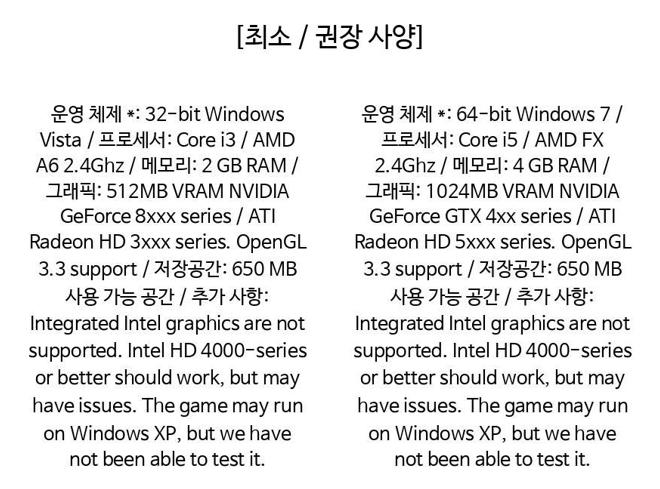 [최소 / 권장 사양]
운영 체제 *: 32-bit Windows
Vista / 프로세서: Core i3 / AMD
A6 2.4Ghz / 메모리: 2 GB RAM /
그래픽: 512MB VRAM NVIDIA
GeForce 8xxx series / ATI
Radeon HD 3xxx series. OpenGL
3.3 support / 저장공간: 650 MB
사용 가능 공간 / 추가 사항:
Integrated Intel graphics are not
supported. Intel HD 4000-series
or better should work, but may
have issues. The game may run
on Windows XP, but we have
not been able to test it.
운영 체제 *: 64-bit Windows 7 /
프로세서: Core i5 / AMD FX
2.4Ghz / 메모리: 4 GB RAM /
그래픽: 1024MB VRAM NVIDIA
GeForce GTX 4xx series / ATI
Radeon HD 5xxx series. OpenGL
3.3 support / 저장공간: 650 MB
사용 가능 공간 / 추가 사항:
Integrated Intel graphics are not
supported. Intel HD 4000-series
or better should work, but may
have issues. The game may run
on Windows XP, but we have
not been able to test it.